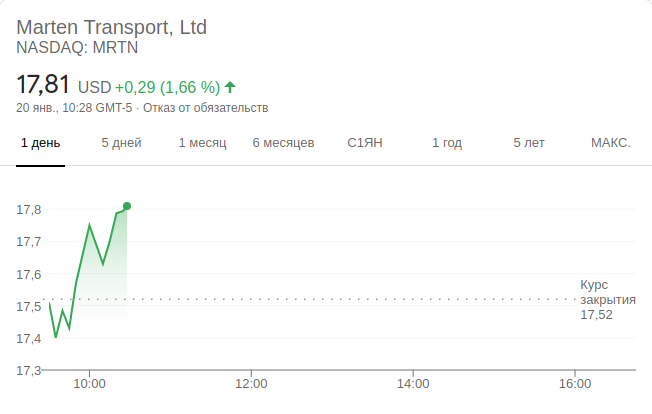 Marten Transport, Ltd
NASDAQ: MRTN
17,81 USD +0,29 (1,66 %)
20 янв., 10:28 GMT-5 · Отказ от обязательств
1 день 5 дней 1 месяц 6 месяцев С1ЯН 1 год 5 лет МАКС.
17,8
17,7
17,6
17,5
17,4
17,3
Курс
закрытия
17,52
10:00 12:00 14:00 16:00